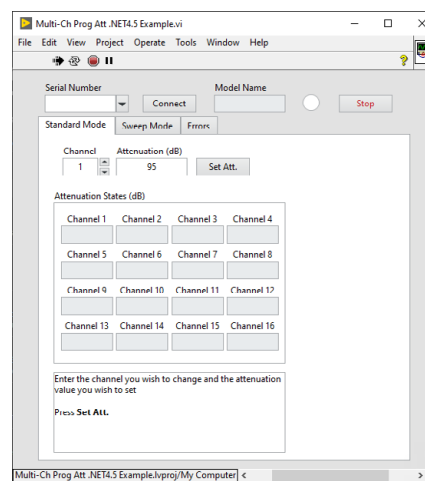 Multi-Ch Prog Att .NET4.5 Example.vi
File Edit View Project Operate Tools Window Help
Serial Number
Model Name
Connect
Stop
Standard Mode Sweep Mode Errors
Channel Attenuation (dB)
1 95 Set Att.
Attenuation States (dB)
Channel 1 Channel 2 Channel 3 Channel 4
Channel 5 Channel 6 Channel 7 Channel 8
Channel 9 Channel 10 Channel 11 Channel 12
Channel 13 Channel 14 Channel 15 Channel 16
Enter the channel you wish to change and the attenuation
value you wish to set
Press Set Att.
Multi-Ch Prog Att .NET4.5 Example.lvproj/My Computer